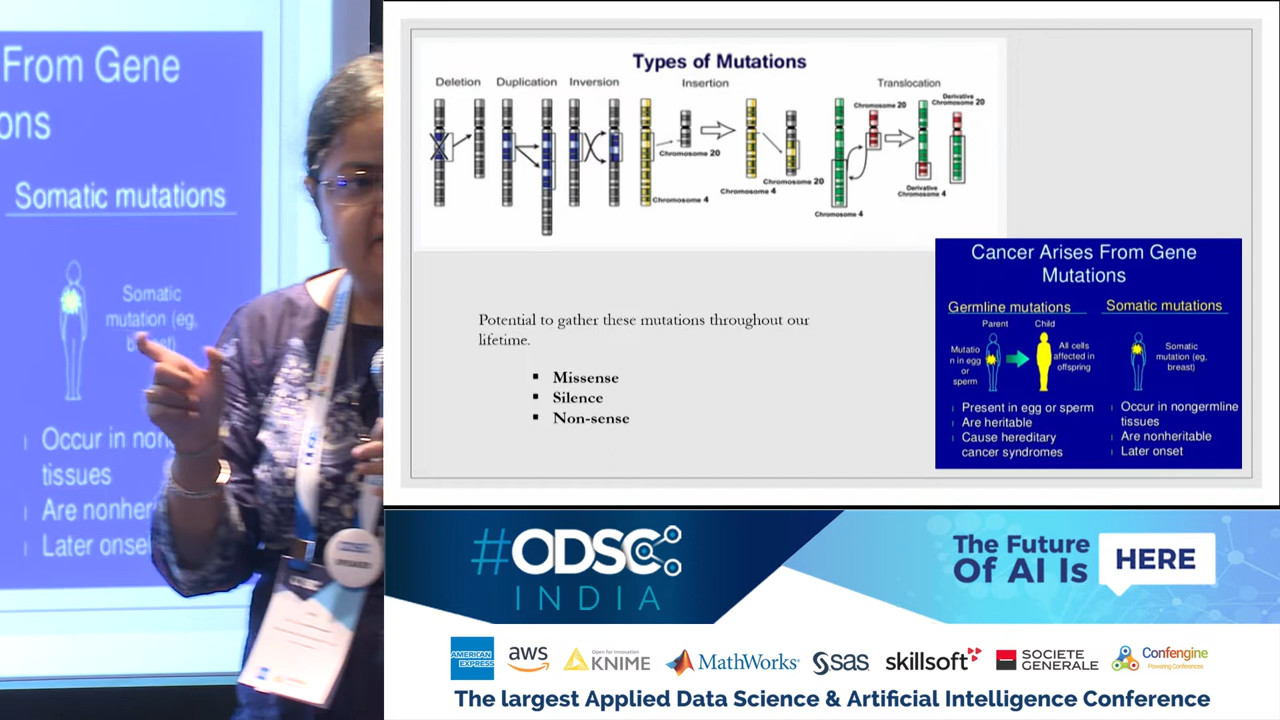 From Gene
ons
Somatic mutations
Somatic
mutation (eg,
breast)
Occur in non
tissues
Are nonher
Later onset
Types of Mutations
Deletion
Duplication
Inversion
Insertion
Translocation
Chromosome 20
Chromosome 4
Chromosome 4
Chromosome 20
Chromosome 20
Chromosome 4
Derivative
Chromosome 20
Derivative
Chromosome 4
Potential to gather these mutations throughout our
lifetime.
▪ Missense
▪ Silence
▪ Non-sense
Cancer Arises From Gene
Mutations
Germline mutations
Parent
Child
Mutatio
n in egg
or
sperm
All cells
affected in
offspring
Present in egg or sperm
Are heritable
Cause hereditary
cancer syndromes
Somatic mutations
Somatic
mutation (eg,
breast)
Occur in nongermline
tissues
Are nonheritable
Later onset
#ODSC
INDIA
The Future
Of AI Is
HERE
AMERICAN
EXPRESS
aws
Open for Innovation
KNIME
MathWorks®
sas
skillsoft
SOCIETE
GENERALE
Confengine
Powering Conferences
The largest Applied Data Science & Artificial Intelligence Conference